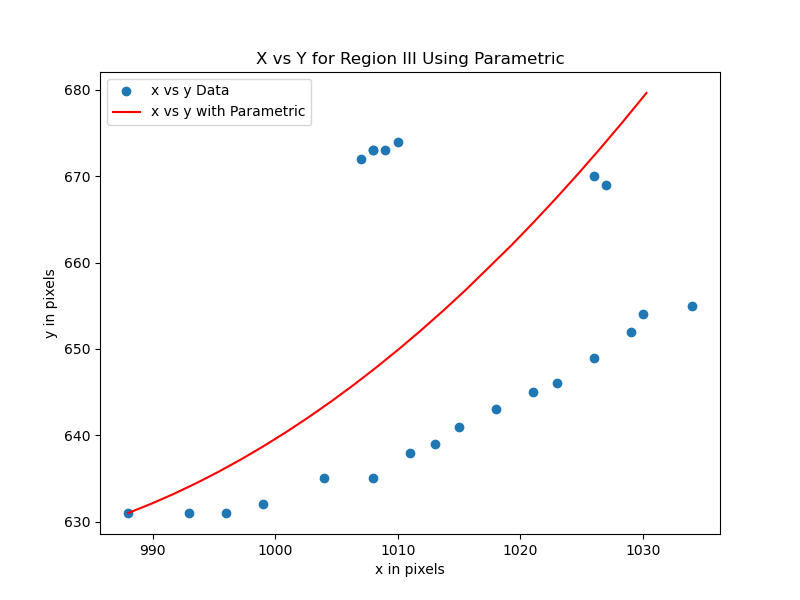 X vs Y for Region III Using Parametric
x vs y Data
x vs y with Parametric
680
670
660
650
640
630
y in pixels
990 1000 1010 1020 1030
x in pixels